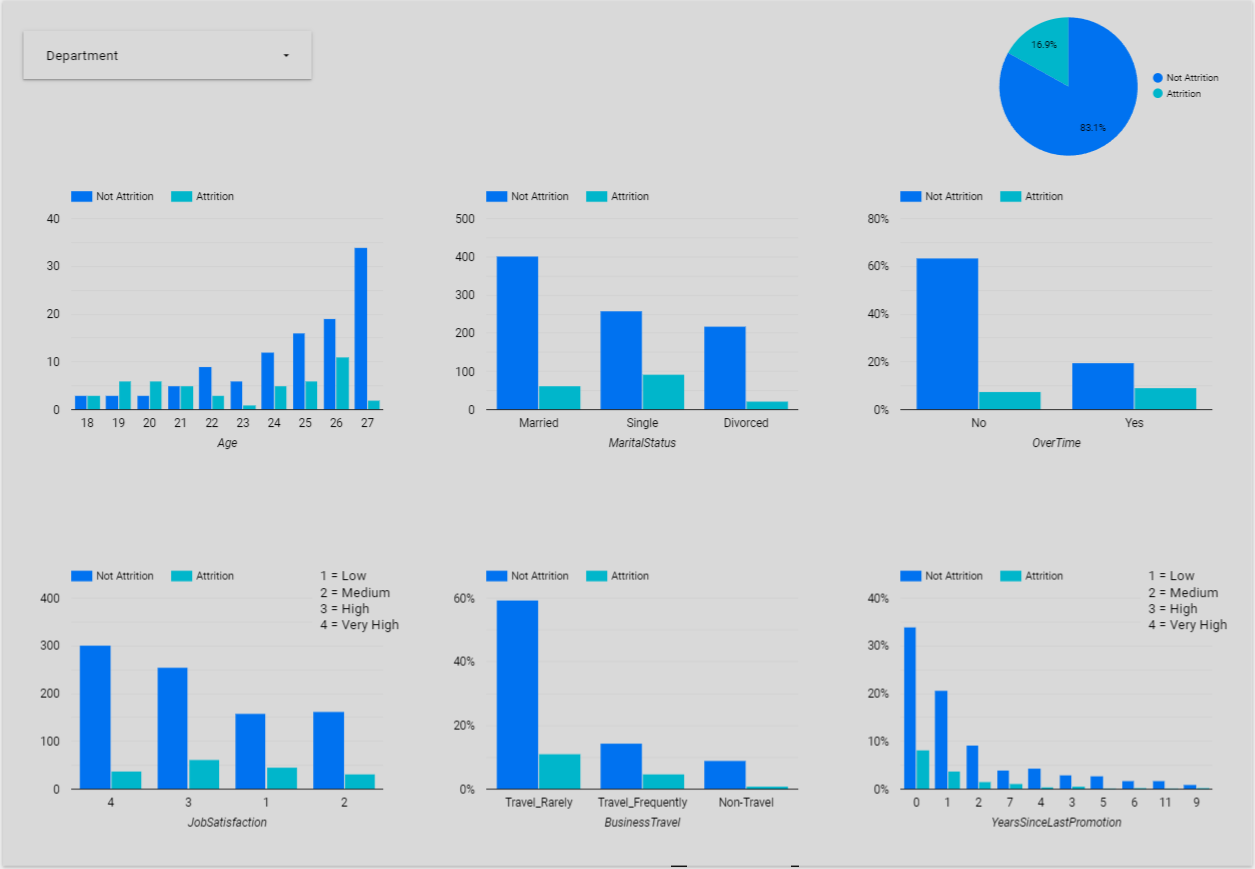 Department
16.9%
83.1%
Not Attrition
Attrition
Not Attrition Attrition
40
30
20
10
0
18 19 20 21 22 23 24 25 26 27
Age
Not Attrition Attrition
500
400
300
200
100
0
Married Single Divorced
MaritalStatus
Not Attrition Attrition
80%
60%
40%
20%
0%
No Yes
OverTime
Not Attrition Attrition
1 = Low
2 = Medium
3 = High
4 = Very High
400
300
200
100
0
4 3 1 2
JobSatisfaction
Not Attrition Attrition
60%
40%
20%
0%
Travel_Rarely Travel_Frequently Non-Travel
BusinessTravel
Not Attrition Attrition
1 = Low
2 = Medium
3 = High
4 = Very High
40%
30%
20%
10%
0%
0 1 2 7 4 3 5 6 11 9
YearsSinceLastPromotion